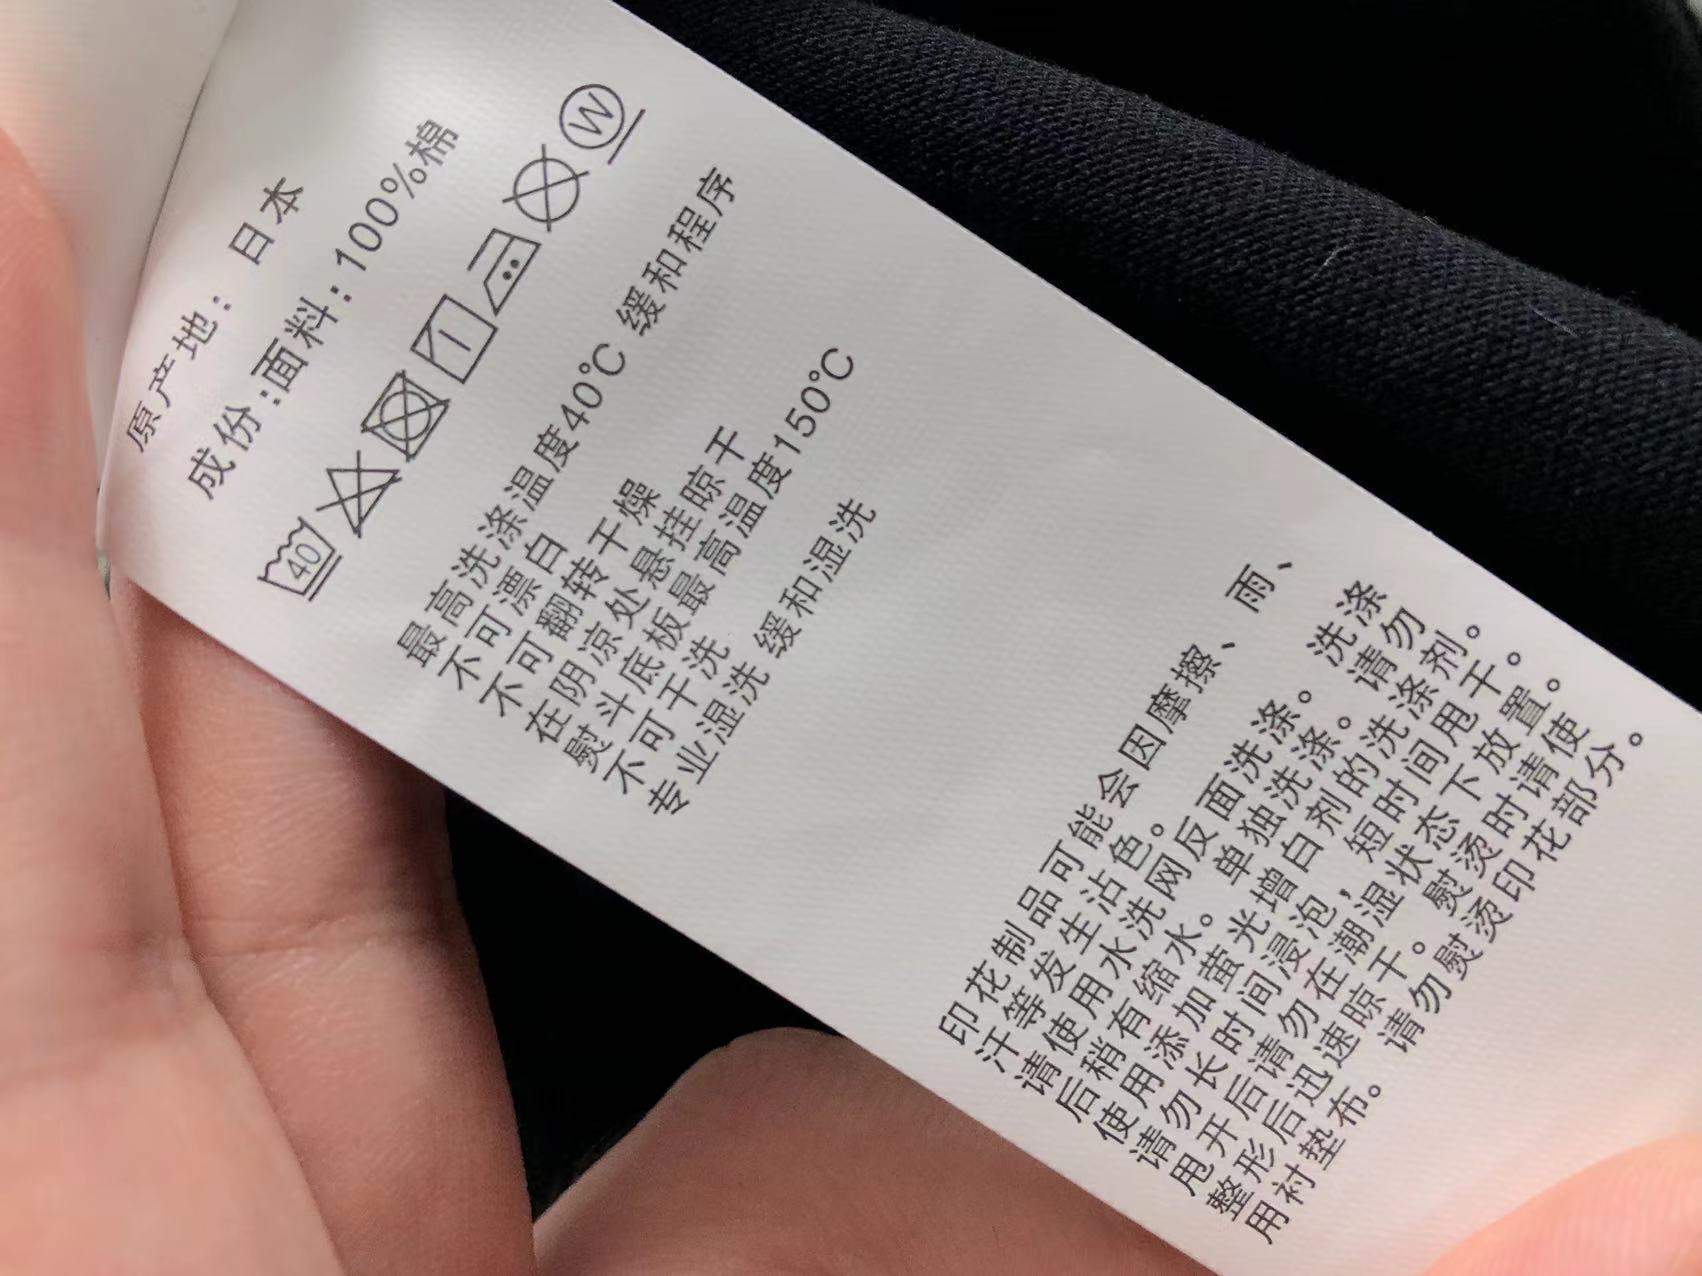 原产地： 日本
成份:面料：100%棉
40 W
最高洗涤温度40℃ 缓和程序
不可漂白
不可翻转干燥
在阴凉处悬挂晾干
熨斗底板最高温度150℃
不可干洗
专业湿洗 缓和湿洗
印花制品可能会因摩擦、雨、
汗等发生沾色。
请使用水洗网反面洗涤。洗涤
后稍有缩水。单独洗涤。请勿
使用添加萤光增白剂的洗涤剂。
请勿长时间浸泡，短时间甩干。
甩开后请勿在潮湿状态下放置。
整形后迅速晾干。熨烫时请使
用衬垫布。请勿熨烫印花部分。